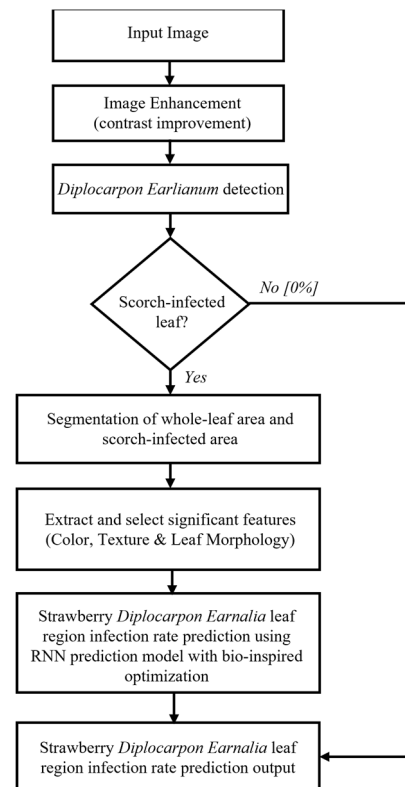 Input Image
Image Enhancement
(contrast improvement)
Diplocarpon Earlianum detection
Scorch-infected
leaf?
No [0%]
Yes
Segmentation of whole-leaf area and
scorch-infected area
Extract and select significant features
(Color, Texture & Leaf Morphology)
Strawberry Diplocarpon Earnalia leaf
region infection rate prediction using
RNN prediction model with bio-inspired
optimization
Strawberry Diplocarpon Earnalia leaf
region infection rate prediction output